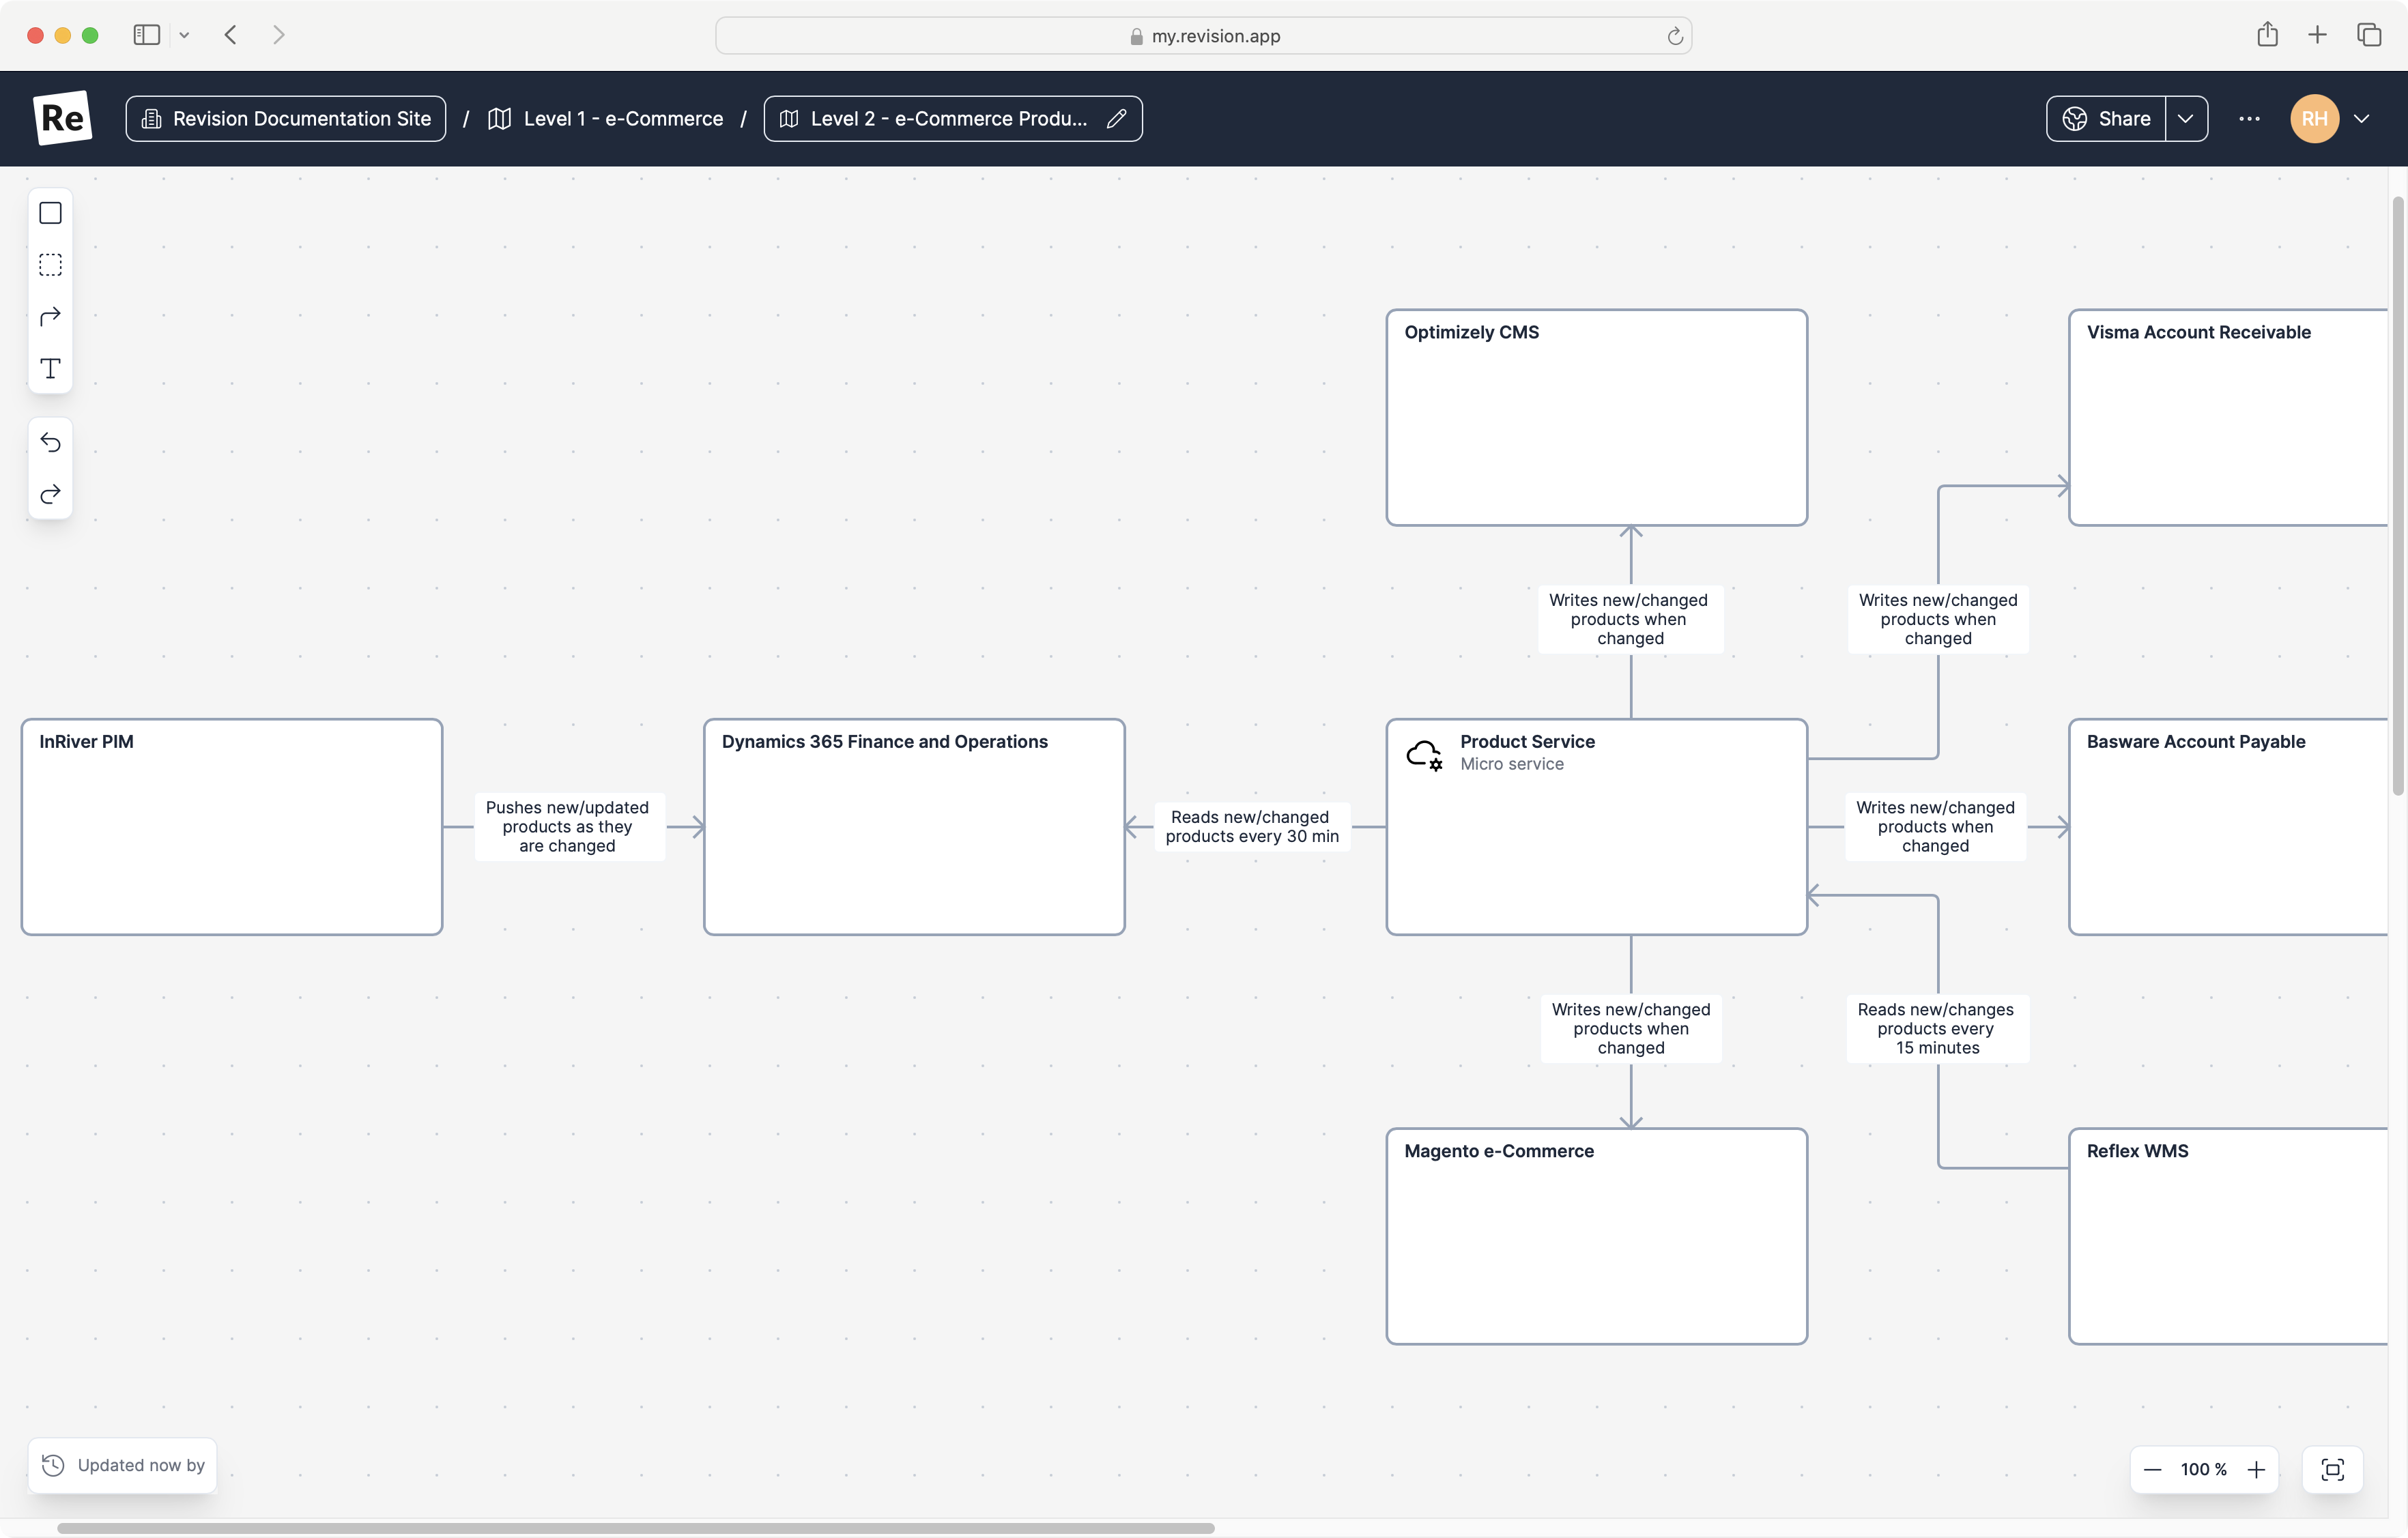 my.revision.app
Re
Revision Documentation Site / Level 1 - e-Commerce / Level 2 - e-Commerce Produ...
Share
RH
Optimizely CMS
Visma Account Receivable
Writes new/changed
products when
changed
Writes new/changed
products when
changed
InRiver PIM
Pushes new/updated
products as they
are changed
Dynamics 365 Finance and Operations
Reads new/changed
products every 30 min
Product Service
Micro service
Writes new/changed
products when
changed
Basware Account Payable
Writes new/changed
products when
changed
Reads new/changes
products every
15 minutes
Magento e-Commerce
Reflex WMS
Updated now by
100 %